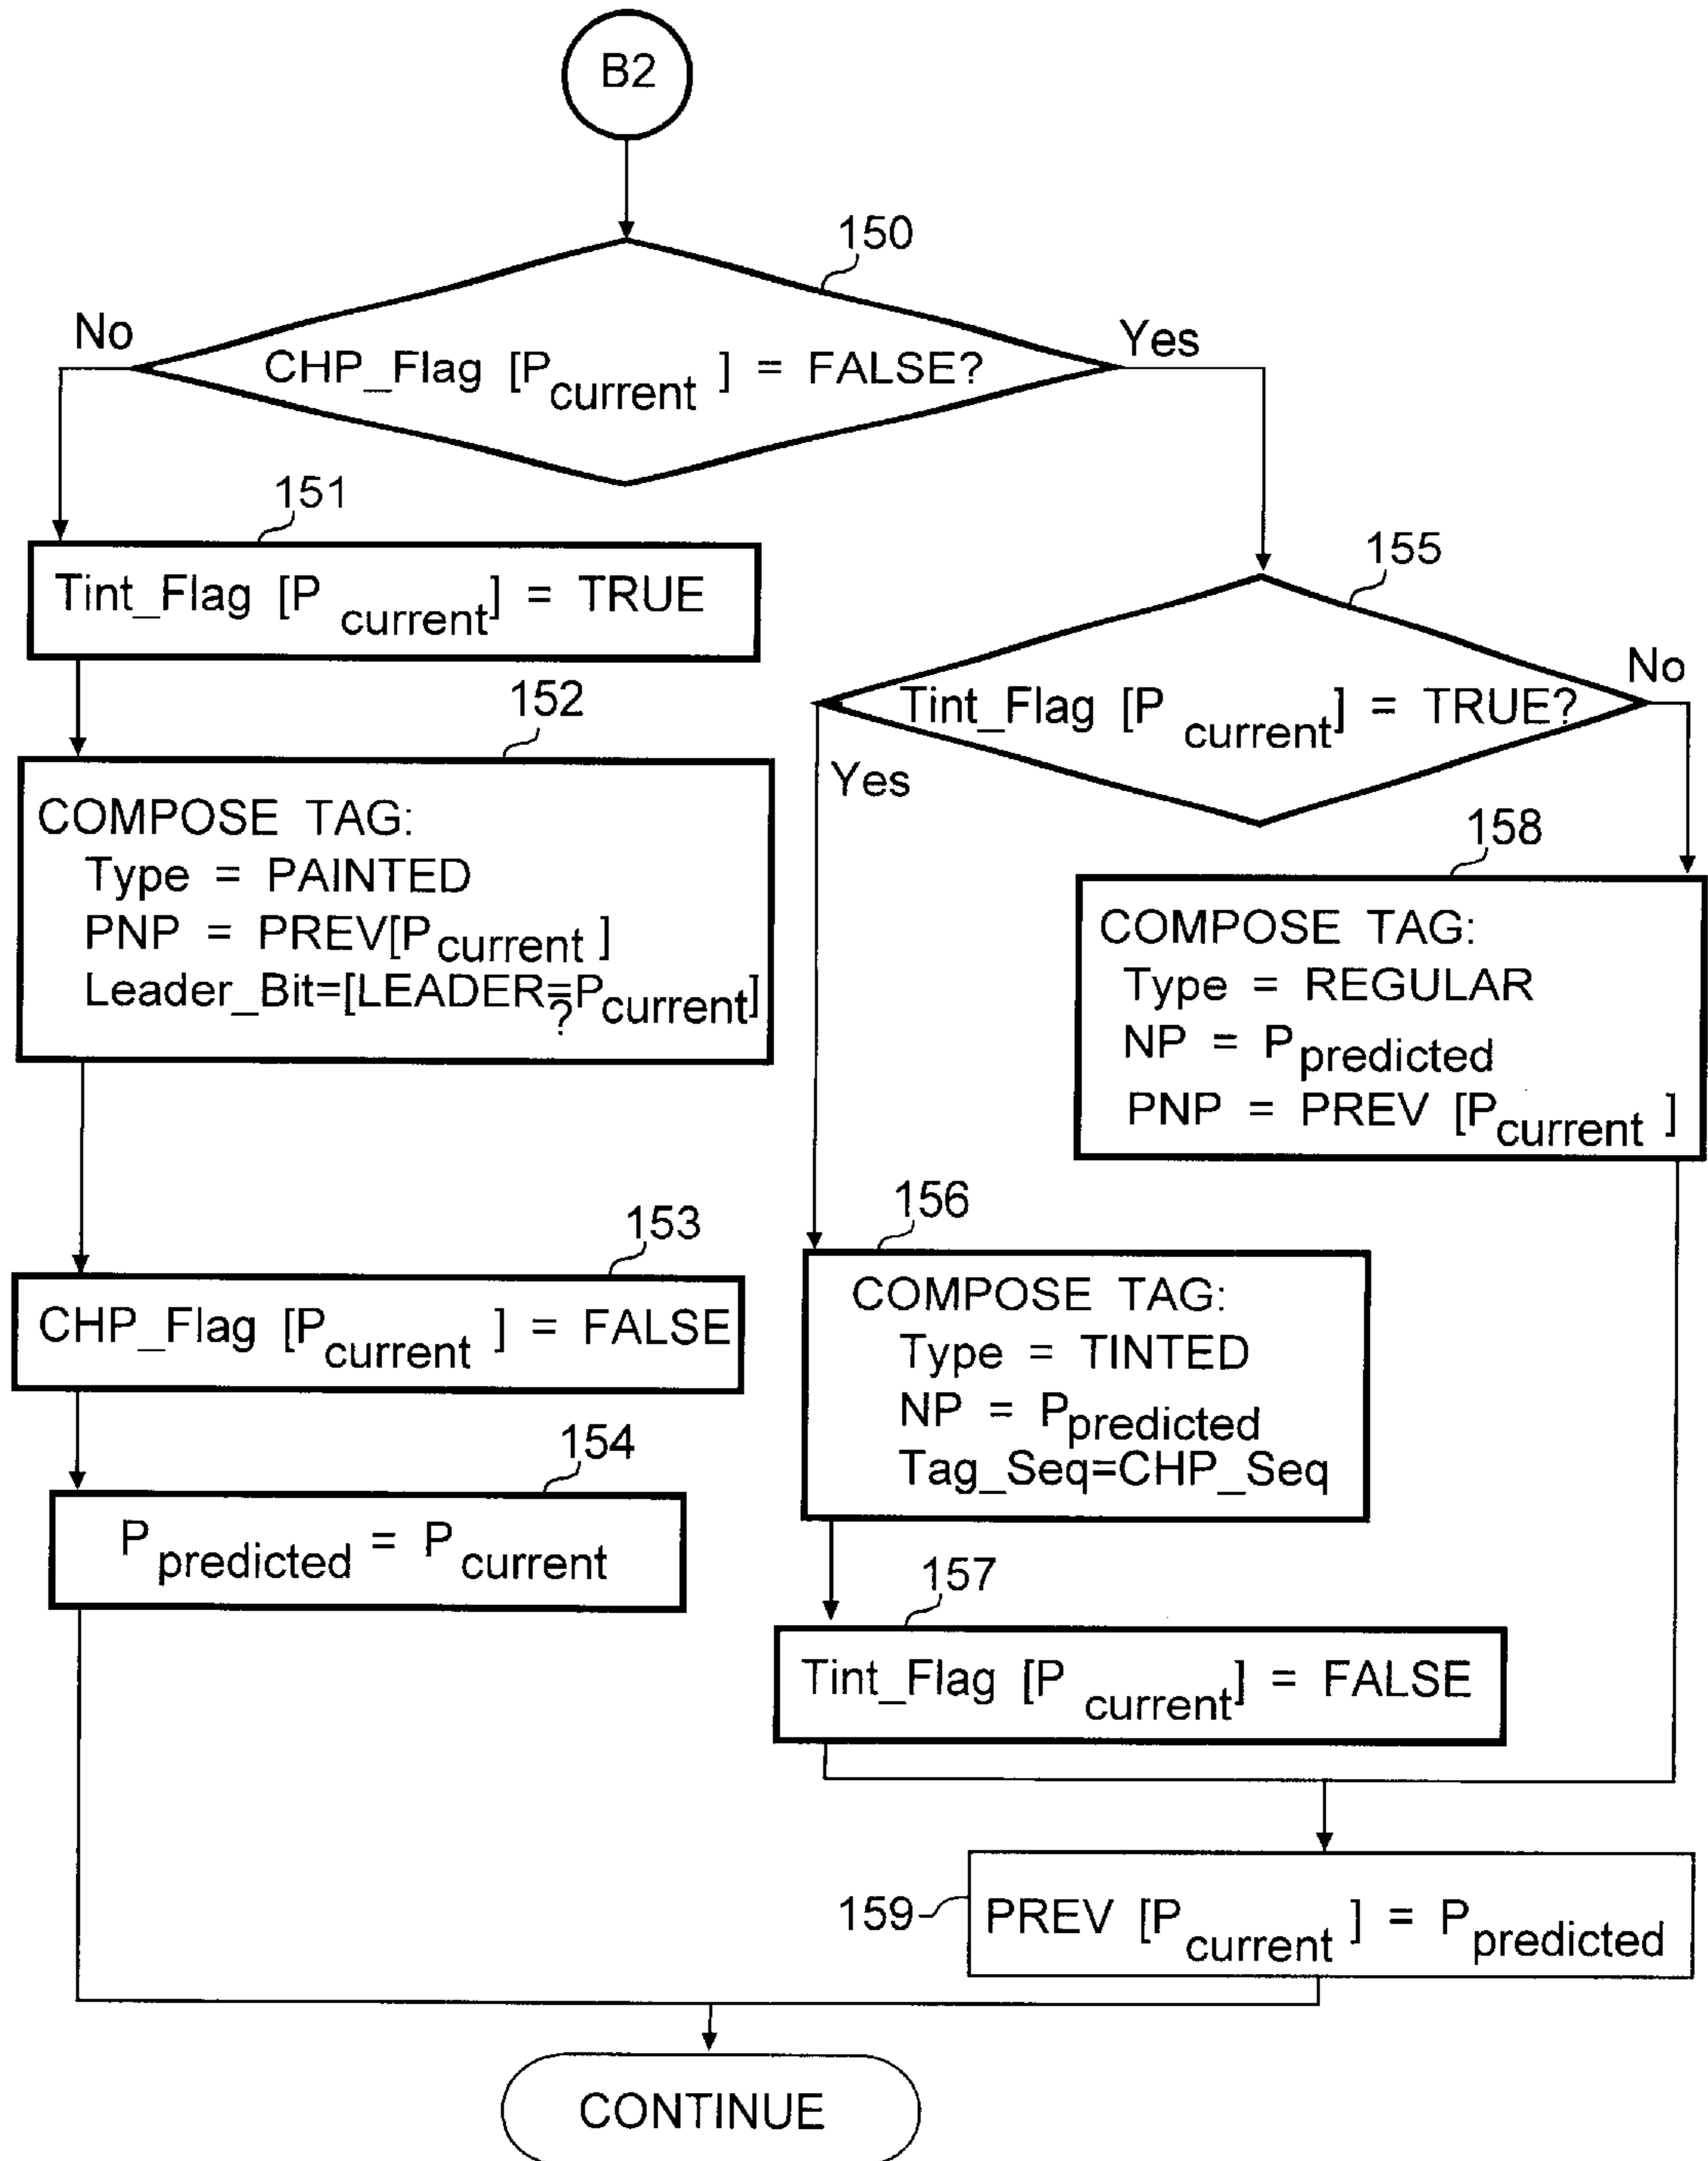 B2
150
No
Yes
CHP_Flag [P current ] = FALSE?
151
Tint_Flag [P current] = TRUE
155
No
Tint_Flag [P current] = TRUE?
Yes
152
COMPOSE TAG:
Type = PAINTED
PNP = PREV[P current ]
Leader_Bit=[LEADER=?P current]
158
COMPOSE TAG:
Type = REGULAR
NP = P predicted
PNP = PREV [P current ]
153
CHP_Flag [P current ] = FALSE
156
COMPOSE TAG:
Type = TINTED
NP = P predicted
Tag_Seq=CHP_Seq
154
P predicted = P current
157
Tint_Flag [P current] = FALSE
159
PREV [P current ] = P predicted
CONTINUE